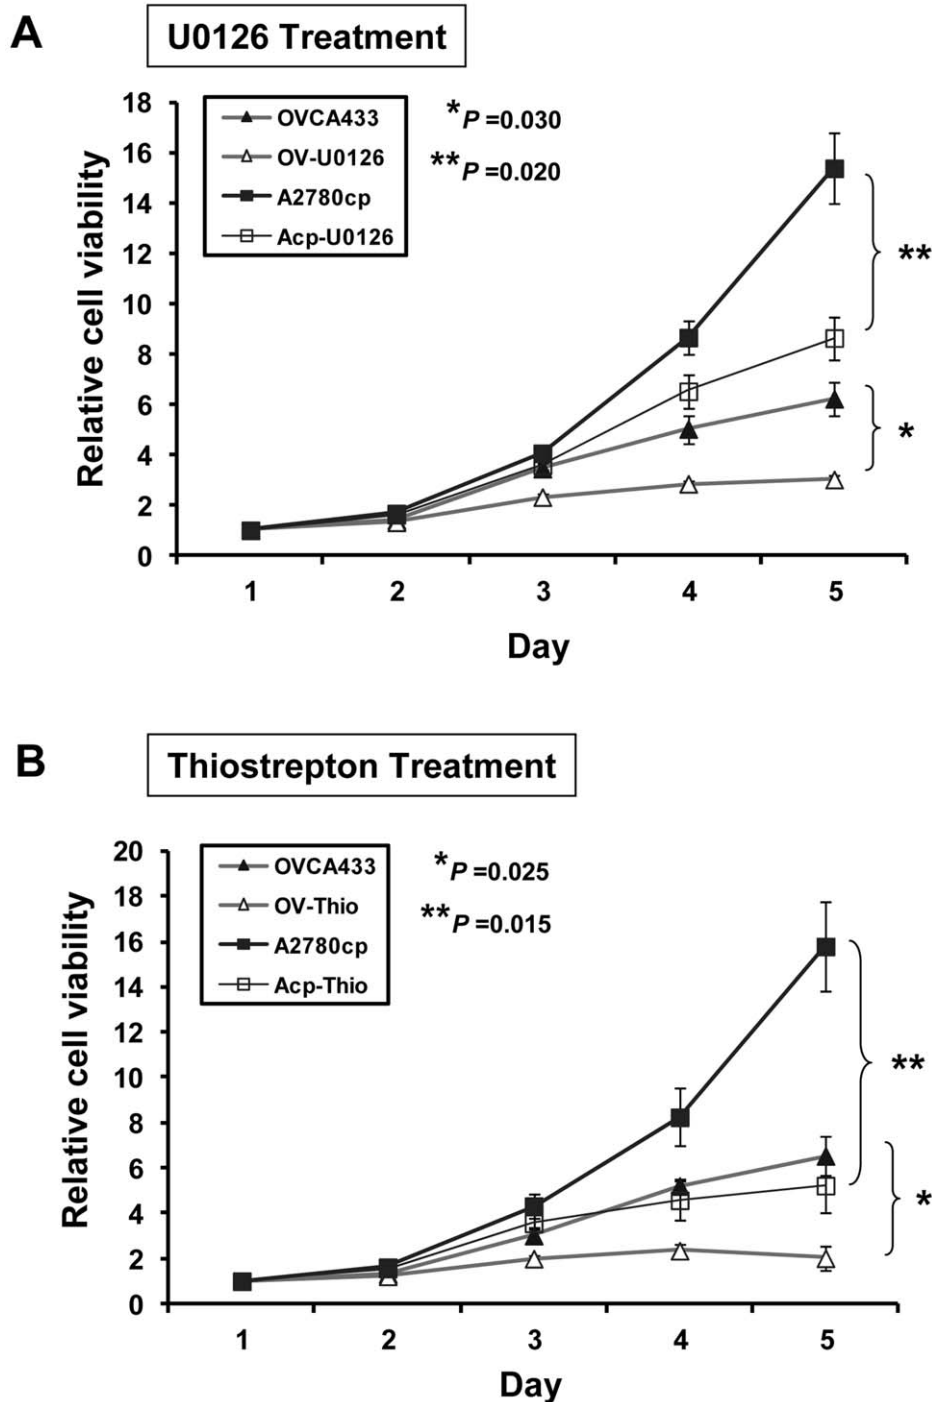 A
U0126 Treatment
18
16
14
12
10
8
6
4
2
0
Relative cell viability
OVCA433
OV-U0126
A2780cp
Acp-U0126
*P =0.030
**P =0.020
**
*
1 2 3 4 5
Day
B
Thiostrepton Treatment
20
18
16
14
12
10
8
6
4
2
0
Relative cell viability
OVCA433
OV-Thio
A2780cp
Acp-Thio
*P =0.025
**P =0.015
**
*
1 2 3 4 5
Day